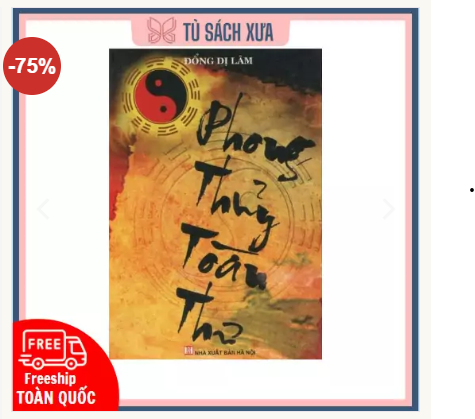 TỦ SÁCH XƯA
-75%
ĐỔNG DỊ LÂM
Phong
Thủy
Toàn
Thư
NHÀ XUẤT BẢN HÀ NỘI
FREE
Freeship
TOÀN QUỐC